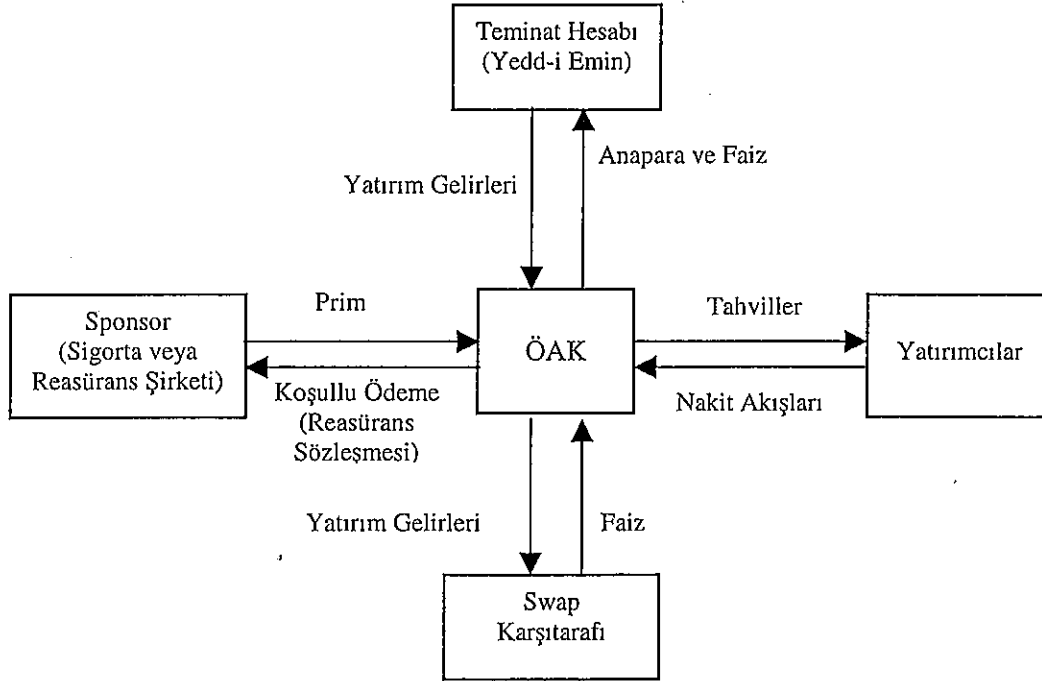 Teminat Hesabı
(Yedd-i Emin)
Anapara ve Faiz
Yatırım Gelirleri
Prim
Tahviller
Sponsor
(Sigorta veya
Reasürans Şirketi)
ÖAK
Yatırımcılar
Koşullu Ödeme
(Reasürans
Sözleşmesi)
Nakit Akışları
Yatırım Gelirleri
Faiz
Swap
Karşıtarafı